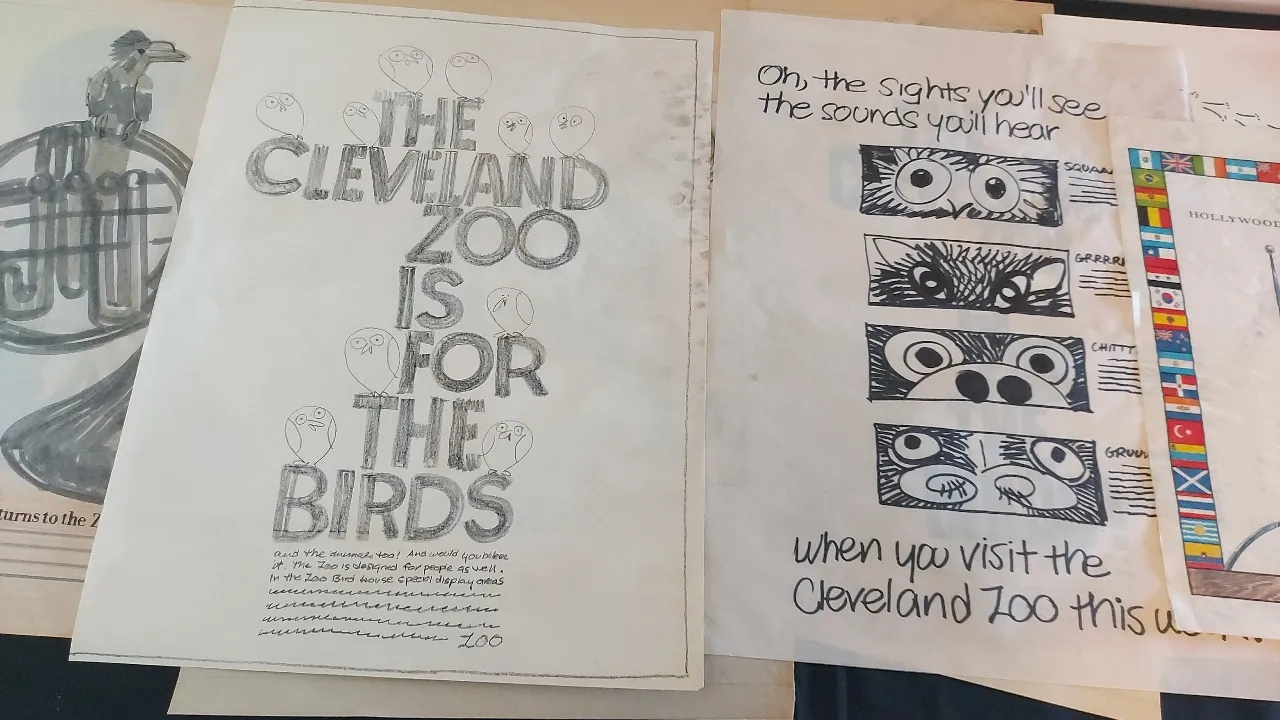 turns to the Z
THE
CLEVELAND
ZOO
IS
FOR
THE
BIRDS
and the animals too! And would you believe
it. The Zoo is designed for people as well.
In the Zoo Bird house special display areas
ZOO
Oh, the sights you'll see
the sounds you'll hear
SQUAA
GRRRR
CHITT
GRUU
when you visit the
Cleveland Zoo this
HOLLYWOOD